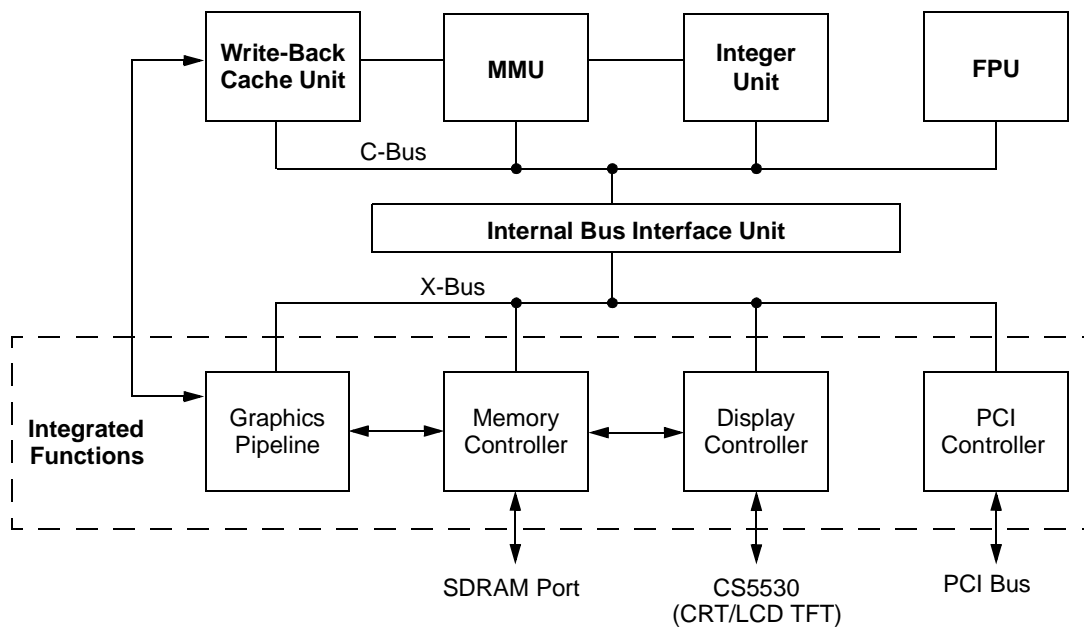 Write-Back
Cache Unit
MMU
Integer
Unit
FPU
C-Bus
Internal Bus Interface Unit
X-Bus
Integrated
Functions
Graphics
Pipeline
Memory
Controller
Display
Controller
PCI
Controller
SDRAM Port
CS5530
(CRT/LCD TFT)
PCI Bus